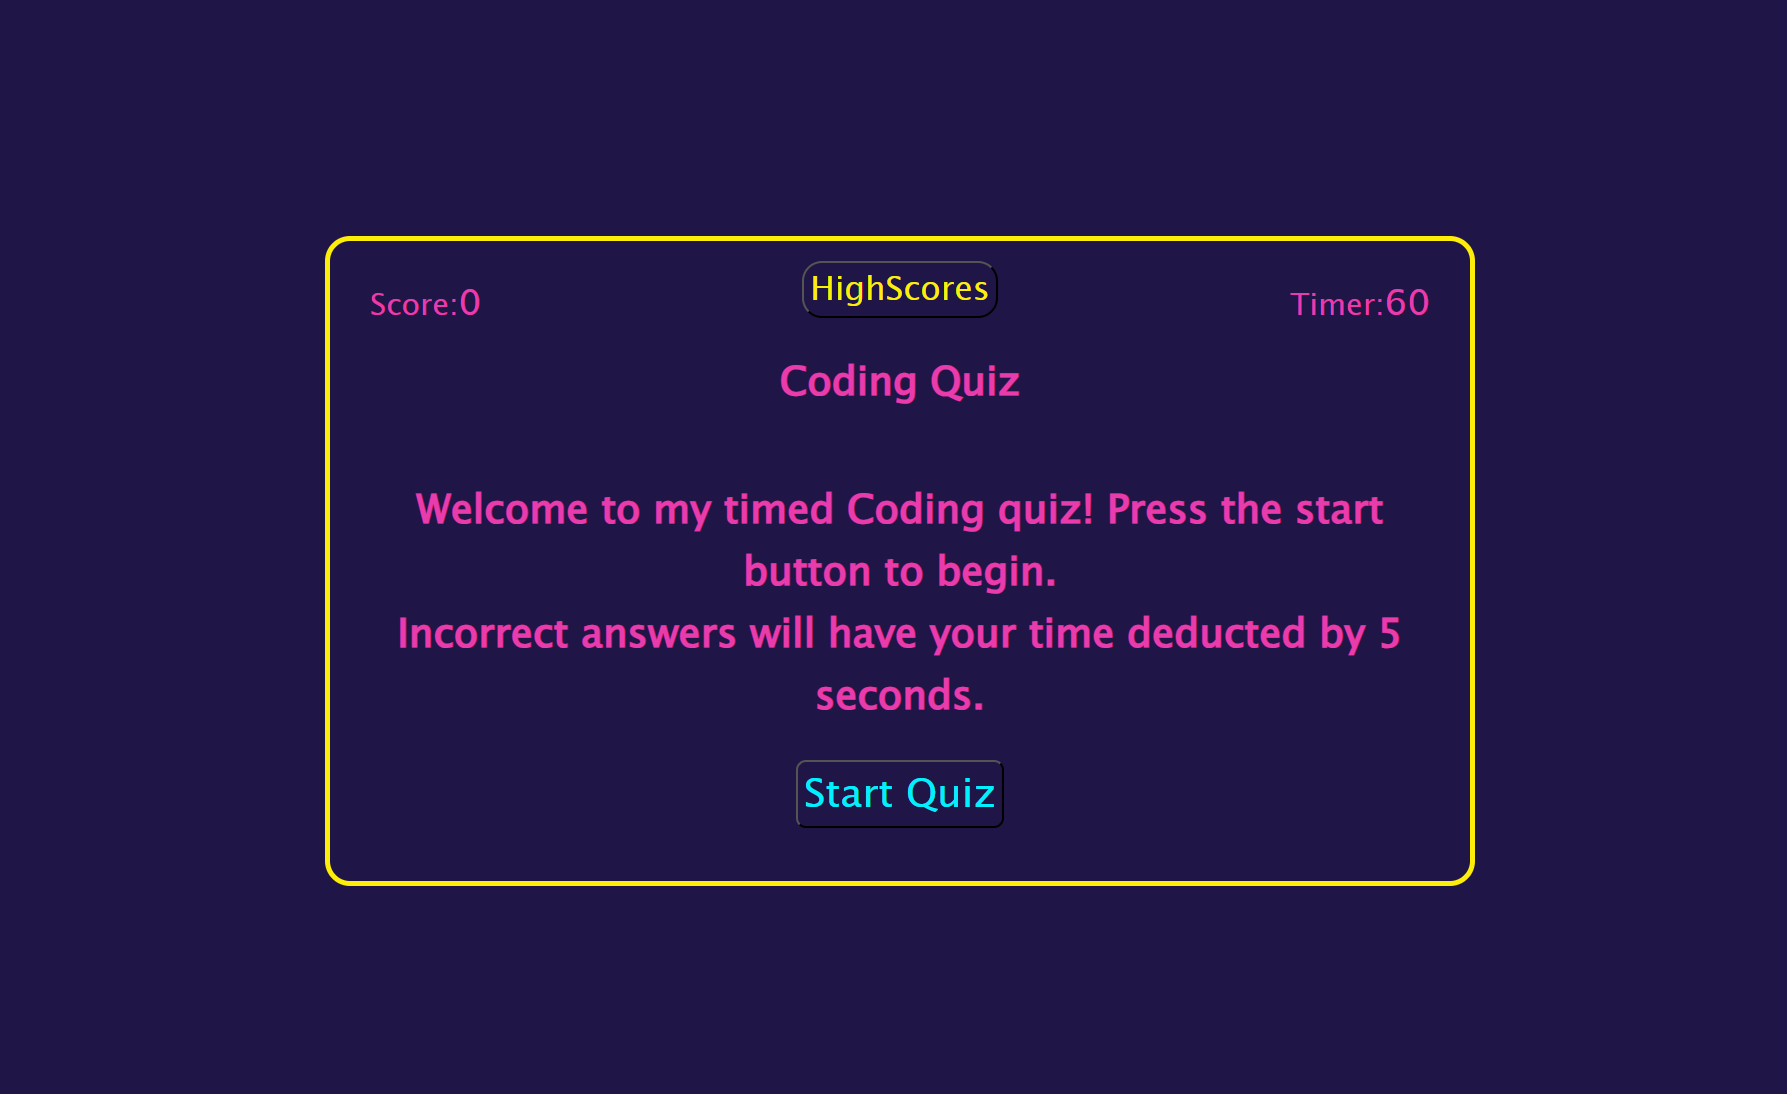 Score:0
HighScores
Timer:60
Coding Quiz
Welcome to my timed Coding quiz! Press the start
button to begin.
Incorrect answers will have your time deducted by 5
seconds.
Start Quiz